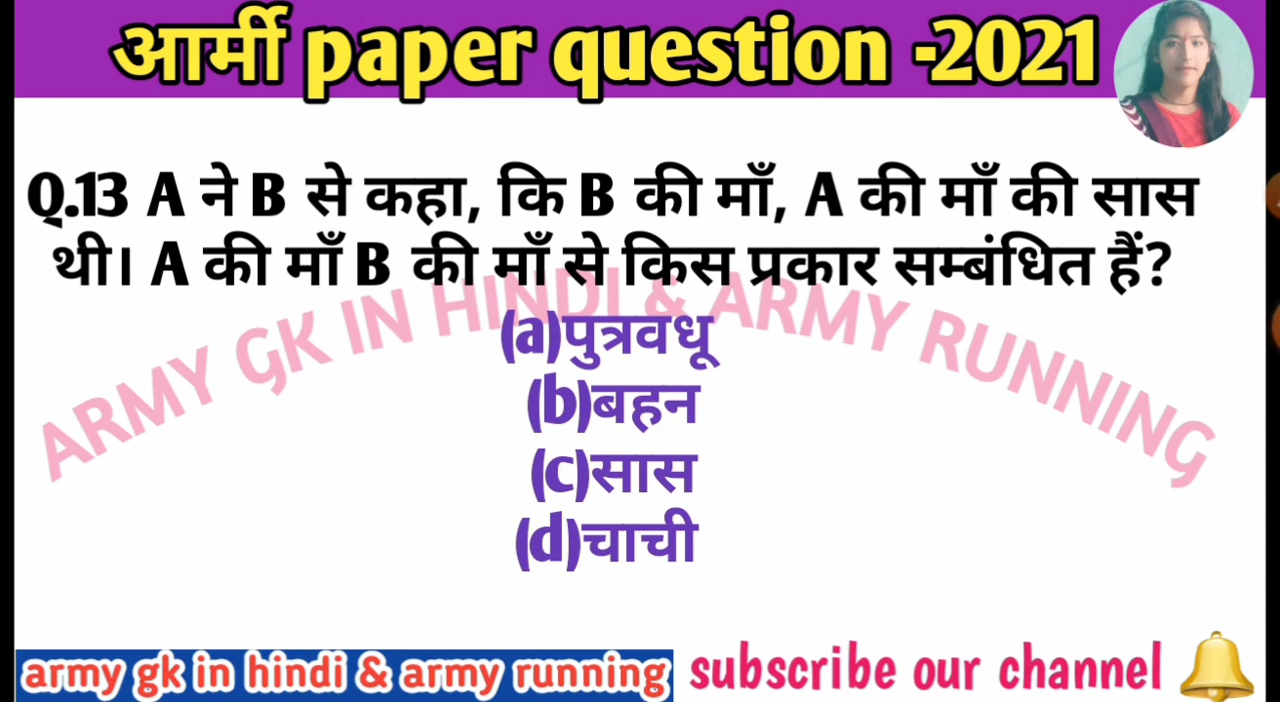 आर्मी paper question -2021
Q.13 A ने B से कहा, कि B की माँ, A की माँ की सास
थी। A की माँ B की माँ से किस प्रकार सम्बंधित हैं?
ARMY GK IN HINDI & ARMY RUNNING
(a)पुत्रवधू
(b)बहन
(c)सास
(d)चाची
army gk in hindi & army running
subscribe our channel